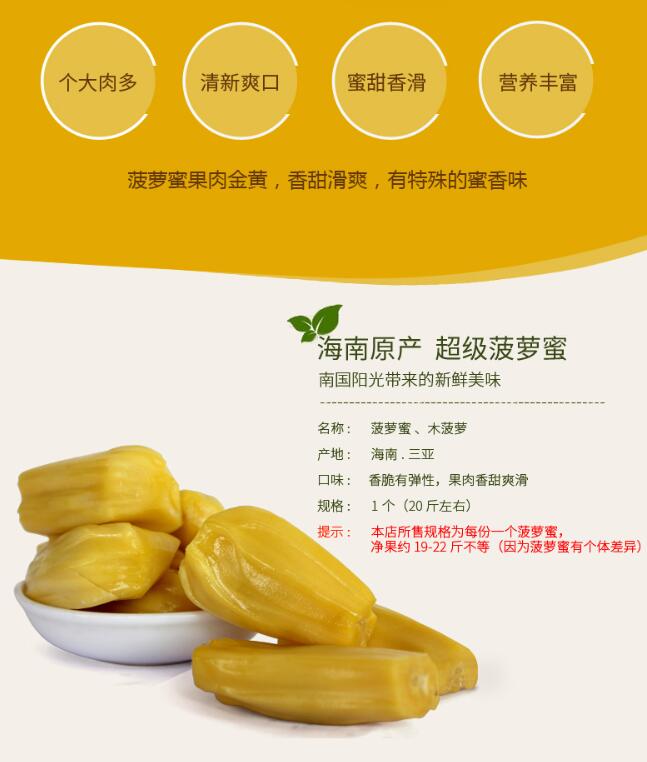 个大肉多
清新爽口
蜜甜香滑
营养丰富
菠萝蜜果肉金黄，香甜滑爽，有特殊的蜜香味
海南原产 超级菠萝蜜
南国阳光带来的新鲜美味
名称： 菠萝蜜、木菠萝
产地： 海南 . 三亚
口味： 香脆有弹性，果肉香甜爽滑
规格： 1 个（20 斤左右）
提示： 本店所售规格为每份一个菠萝蜜，
净果约 19-22 斤不等（因为菠萝蜜有个体差异）